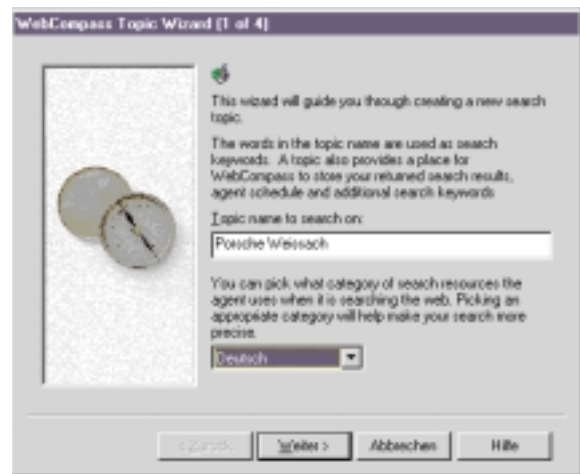 WebCompass Topic Wizard (1 of 4)
This wizard will guide you through creating a new search
topic.
The words in the topic name are used as search
keywords. A topic also provides a place for
WebCompass to store your returned search results,
agent schedule and additional search keywords
Topic name to search on:
Porsche Weissach
You can pick what category of search resources the
agent uses when it is searching the web. Picking an
appropriate category will help make your search more
precise.
Deutsch
< Zurück
Weiter >
Abbrechen
Hilfe